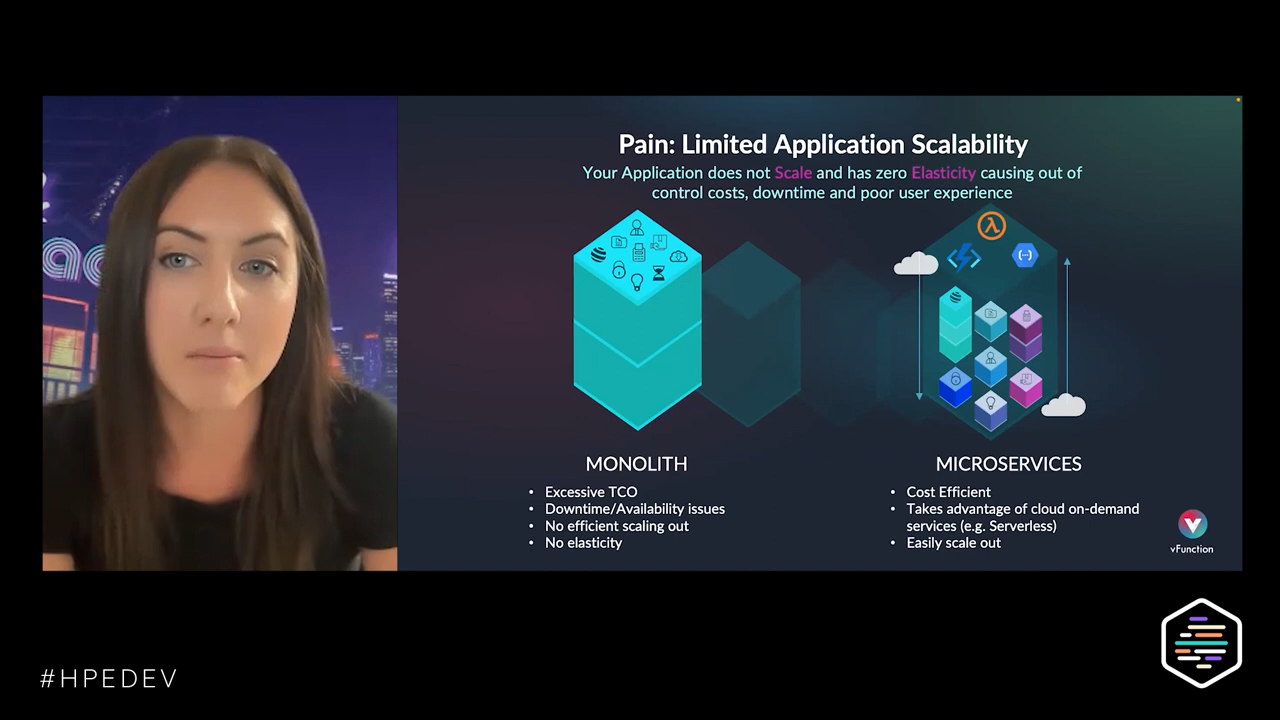 Pain: Limited Application Scalability
Your Application does not Scale and has zero Elasticity causing out of
control costs, downtime and poor user experience
MONOLITH
• Excessive TCO
• Downtime/Availability issues
• No efficient scaling out
• No elasticity
MICROSERVICES
• Cost Efficient
• Takes advantage of cloud on-demand
services (e.g. Serverless)
• Easily scale out
vFunction
#HPEDEV